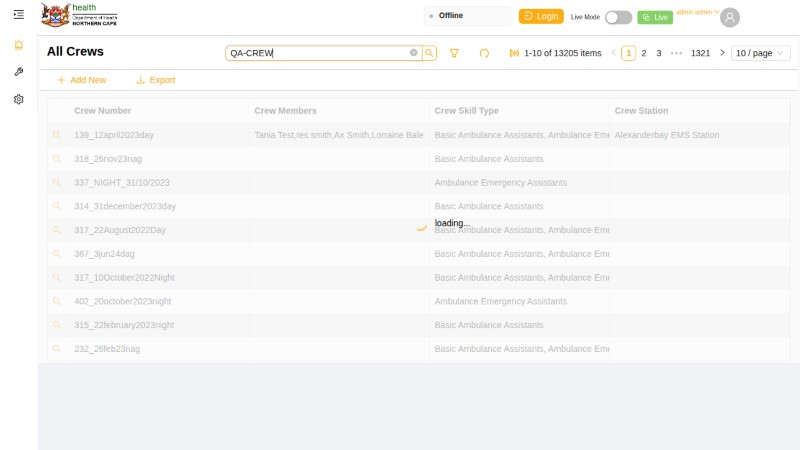 health
Department of Health
NORTHERN CAPE
Offline
Login
Live Mode
Live
admin admin
All Crews
QA-CREW
1-10 of 13205 items
1
2
3
•••
1321
10 / page
Add New
Export
Crew Number Crew Members Crew Skill Type Crew Station
139_12april2023day Tania Test,res smith,Ax Smith,Lorraine Bale Basic Ambulance Assistants, Ambulance Eme Alexanderbay EMS Station
318_26nov23nag Basic Ambulance Assistants
337_NIGHT_31/10/2023 Ambulance Emergency Assistants
314_31december2023day Basic Ambulance Assistants
loading...
317_22August2022Day Basic Ambulance Assistants, Ambulance Eme
367_3jun24dag Basic Ambulance Assistants, Ambulance Eme
317_10October2022Night Basic Ambulance Assistants, Ambulance Eme
402_20october2023night Ambulance Emergency Assistants
315_22february2023night Basic Ambulance Assistants
232_26feb23nag Basic Ambulance Assistants, Ambulance Eme